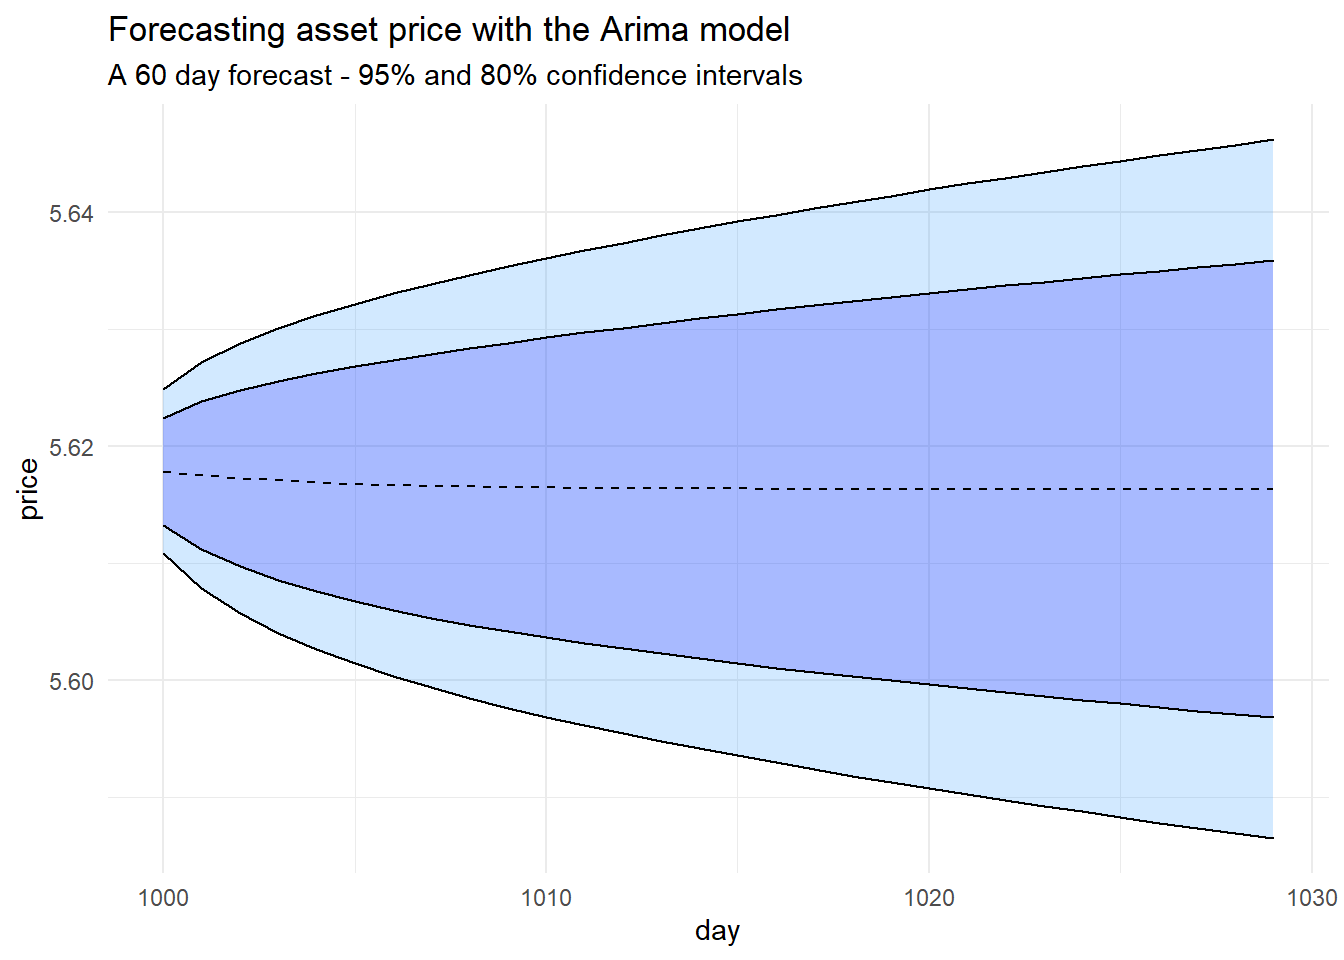 Forecasting asset price with the Arima model
A 60 day forecast - 95% and 80% confidence intervals
5.64
5.62
5.60
price
1000
1010
1020
1030
day